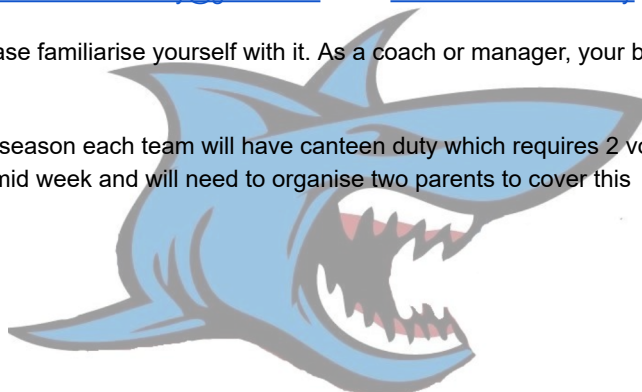 ase familiarise yourself with it. As a coach or manager, your b
season each team will have canteen duty which requires 2 vo
mid week and will need to organise two parents to cover this